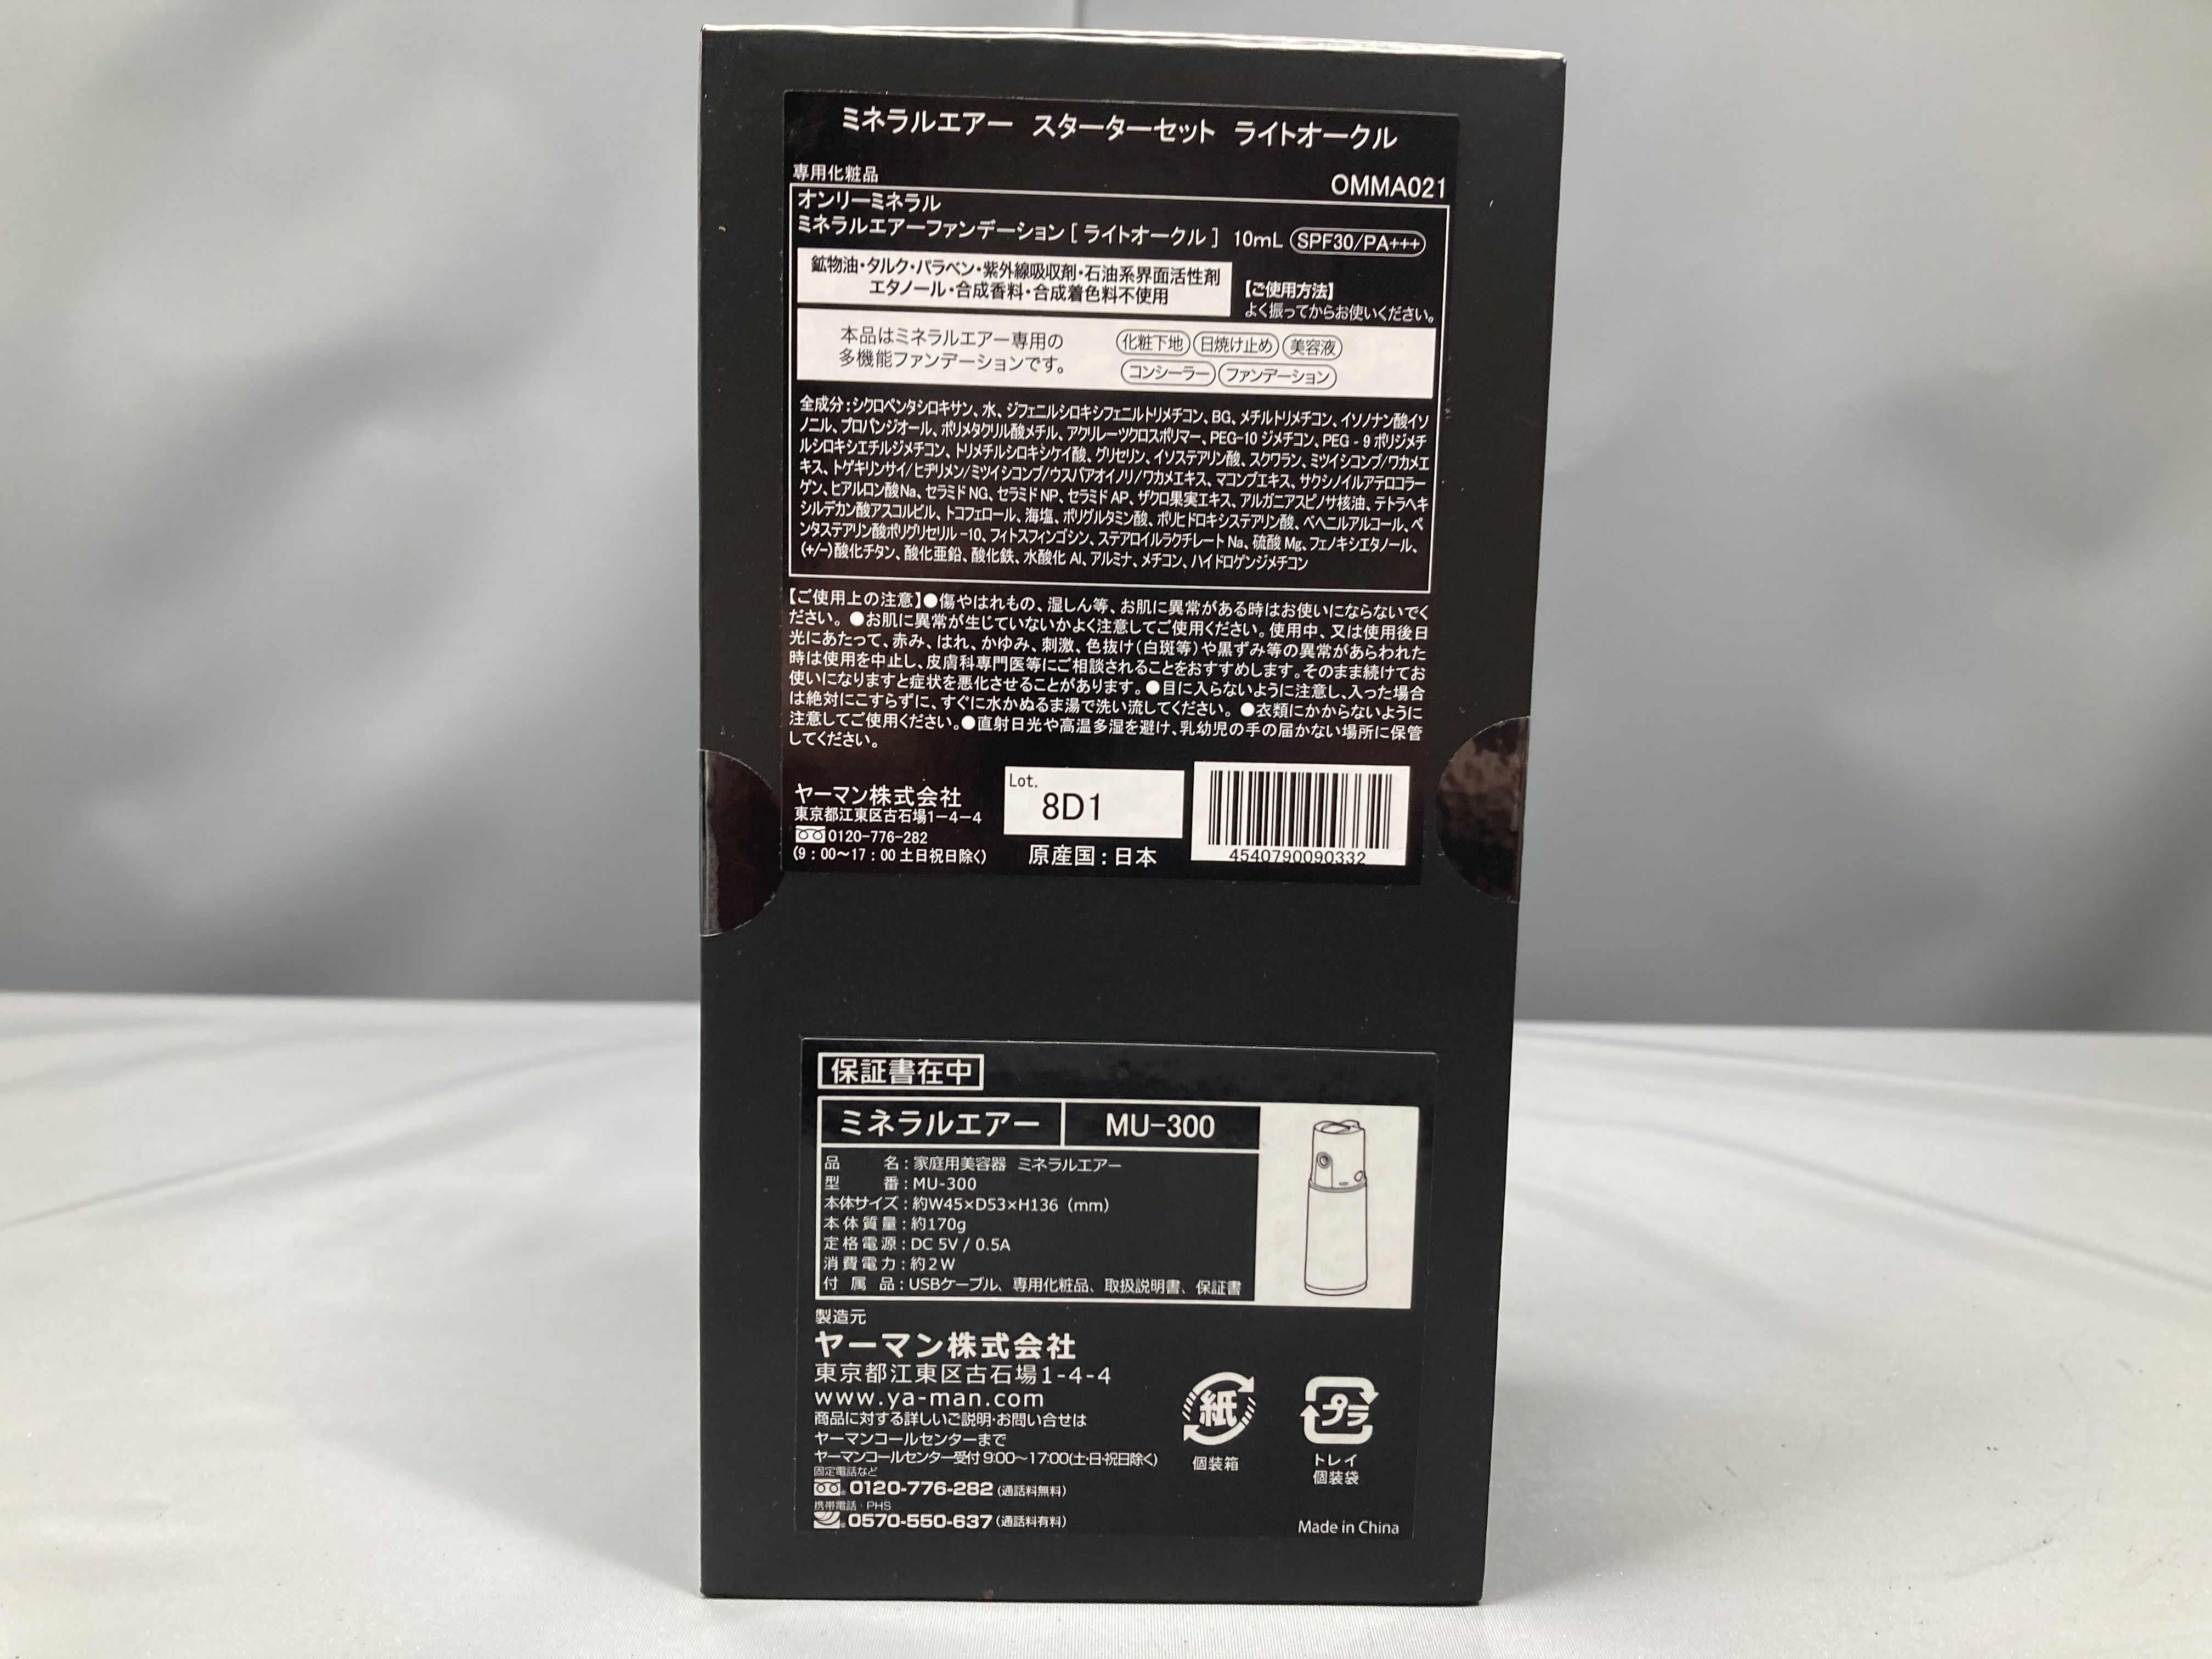 ミネラルエアー スターターセット ライトオークル
専用化粧品
OMMA021
オンリーミネラル
ミネラルエアーファンデーション [ ライトオークル ] 10mL SPF30/PA+++
鉱物油・タルク・パラベン・紫外線吸収剤・石油系界面活性剤
エタノール・合成香料・合成着色料不使用
【ご使用方法】
よく振ってからお使いください。
本品はミネラルエアー専用の
多機能ファンデーションです。
化粧下地 日焼け止め 美容液
コンシーラー ファンデーション
全成分:シクロペンタシロキサン、水、ジフェニルシロキシフェニルトリメチコン、BG、メチルトリメチコン、イソノナン酸イソ
ノニル、プロパンジオール、ポリメタクリル酸メチル、アクリレーツクロスポリマー、PEG-10 ジメチコン、PEG - 9 ポリジメチ
ルシロキシエチルジメチコン、トリメチルシロキシケイ酸、グリセリン、イソステアリン酸、スクワラン、ミツイシコンブ/ワカメエ
キス、トゲキリンサイ/ヒヂリメン/ミツイシコンブ/ウスバアオイノリ/ワカメエキス、マコンブエキス、サクシノイルアテロコラー
ゲン、ヒアルロン酸Na、セラミド NG、セラミド NP、セラミド AP、ザクロ果実エキス、アルガニアスピノサ核油、テトラヘキ
シルデカン酸アスコルビル、トコフェロール、海塩、ポリグルタミン酸、ポリヒドロキシステアリン酸、ベヘニルアルコール、ペ
ンタステアリン酸ポリグリセリル -10、フィトスフィンゴシン、ステアロイルラクチレート Na、硫酸 Mg、フェノキシエタノール、
(+/-)酸化チタン、酸化亜鉛、酸化鉄、水酸化 Al、アルミナ、メチコン、ハイドロゲンジメチコン
【ご使用上の注意】●傷やはれもの、湿しん等、お肌に異常がある時はお使いにならないでく
ださい。●お肌に異常が生じていないかよく注意してご使用ください。使用中、又は使用後日
光にあたって、赤み、はれ、かゆみ、刺激、色抜け(白斑等)や黒ずみ等の異常があらわれた
時は使用を中止し、皮膚科専門医等にご相談されることをおすすめします。そのまま続けてお
使いになりますと症状を悪化させることがあります。●目に入らないように注意し、入った場合
は絶対にこすらずに、すぐに水かぬるま湯で洗い流してください。●衣類にかからないように
注意してご使用ください。●直射日光や高温多湿を避け、乳幼児の手の届かない場所に保管
してください。
ヤーマン株式会社
東京都江東区古石場1-4-4
0120-776-282
(9:00〜17:00 土日祝日除く)
Lot.
8D1
原産国:日本
4540790090332
保証書在中
ミネラルエアー MU-300
品名:家庭用美容器 ミネラルエアー
型番:MU-300
本体サイズ:約W45×D53×H136 (mm)
本体質量:約170g
定格電源:DC 5V / 0.5A
消費電力:約2W
付属品:USBケーブル、専用化粧品、取扱説明書、保証書
製造元
ヤーマン株式会社
東京都江東区古石場1-4-4
www.ya-man.com
商品に対する詳しいご説明・お問い合せは
ヤーマンコールセンターまで
ヤーマンコールセンター受付 9:00〜17:00(土・日・祝日除く)
固定電話など
0120-776-282 (通話料無料)
携帯電話・PHS
0570-550-637 (通話料有料)
紙
個装箱
プラ
トレイ
個装袋
Made in China